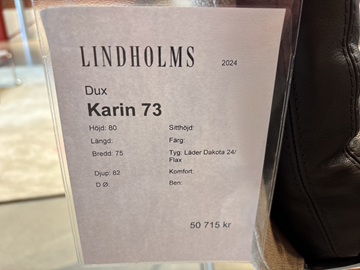 LINDHOLMS 2024
Dux
Karin 73
Höjd: 80 Sitthöjd:
Längd: Färg:
Bredd: 75 Tyg: Läder Dakota 24/
Flax
Djup: 82 Komfort
D Ø: Ben:
50 715 kr